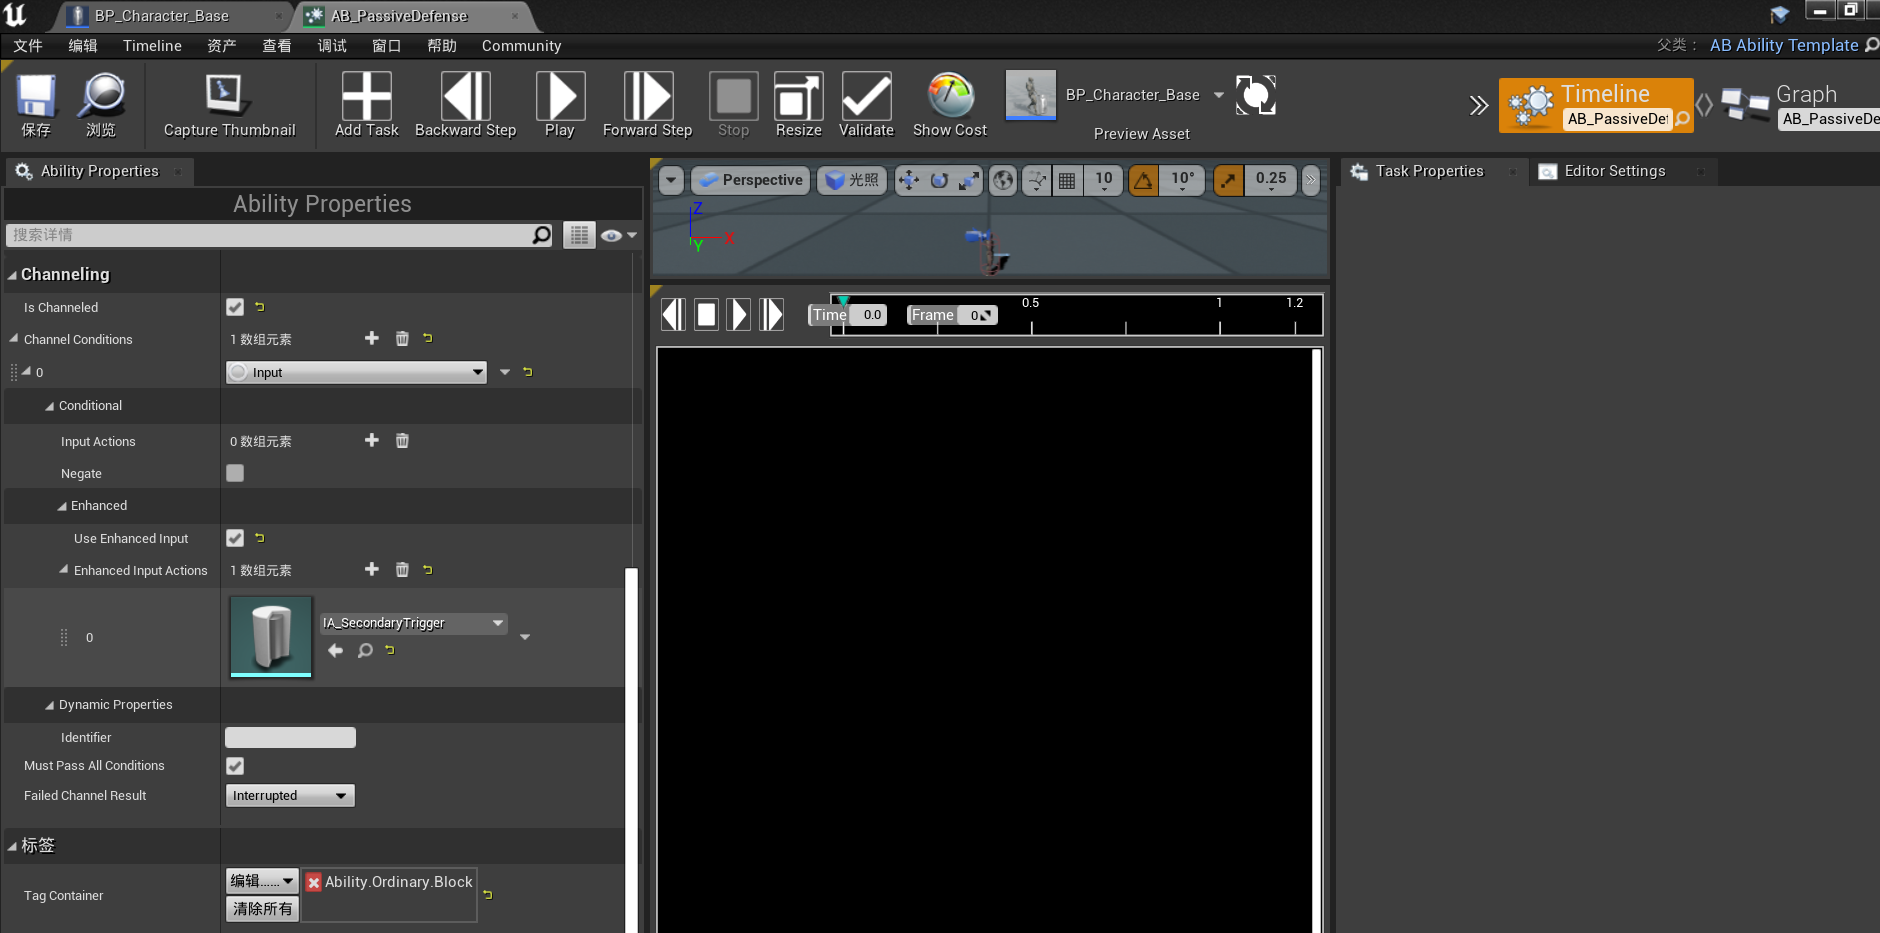 BP_Character_Base
AB_PassiveDefense
文件 编辑 Timeline 资产 查看 调试 窗口 帮助 Community
父类： AB Ability Template
保存 浏览 Capture Thumbnail Add Task Backward Step Play Forward Step Stop Resize Validate Show Cost
BP_Character_Base
Preview Asset
Timeline
AB_PassiveDef
Graph
AB_PassiveDe
Ability Properties
Ability Properties
搜索详情
Channeling
Is Channeled
Channel Conditions 1 数组元素
0 Input
Conditional
Input Actions 0 数组元素
Negate
Enhanced
Use Enhanced Input
Enhanced Input Actions 1 数组元素
0 IA_SecondaryTrigger
Dynamic Properties
Identifier
Must Pass All Conditions
Failed Channel Result Interrupted
标签
Tag Container 编辑...... Ability.Ordinary.Block
清除所有
Perspective 光照 10 10° 0.25
Z
Y X
Time 0.0 Frame 0 0.5 1 1.2
Task Properties Editor Settings